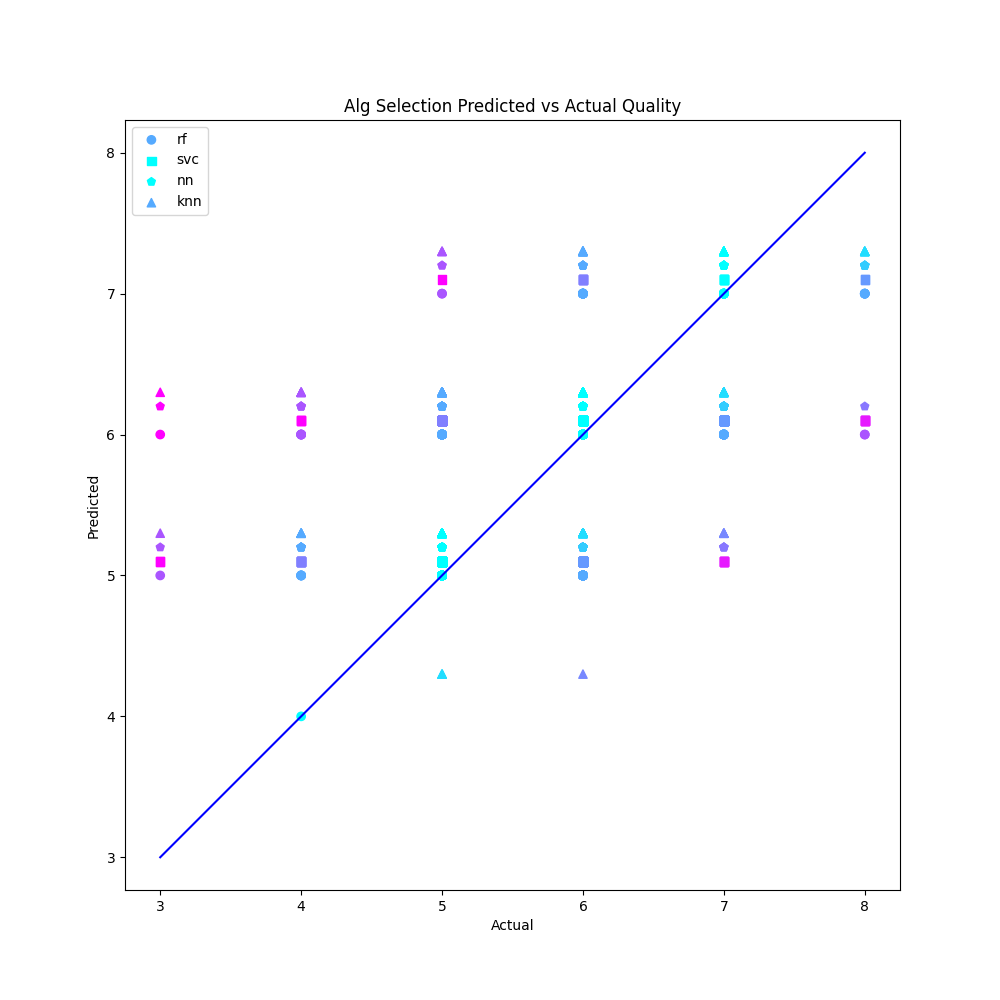 Alg Selection Predicted vs Actual Quality
rf
svc
nn
knn
8
7
6
5
4
3
Predicted
3 4 5 6 7 8
Actual